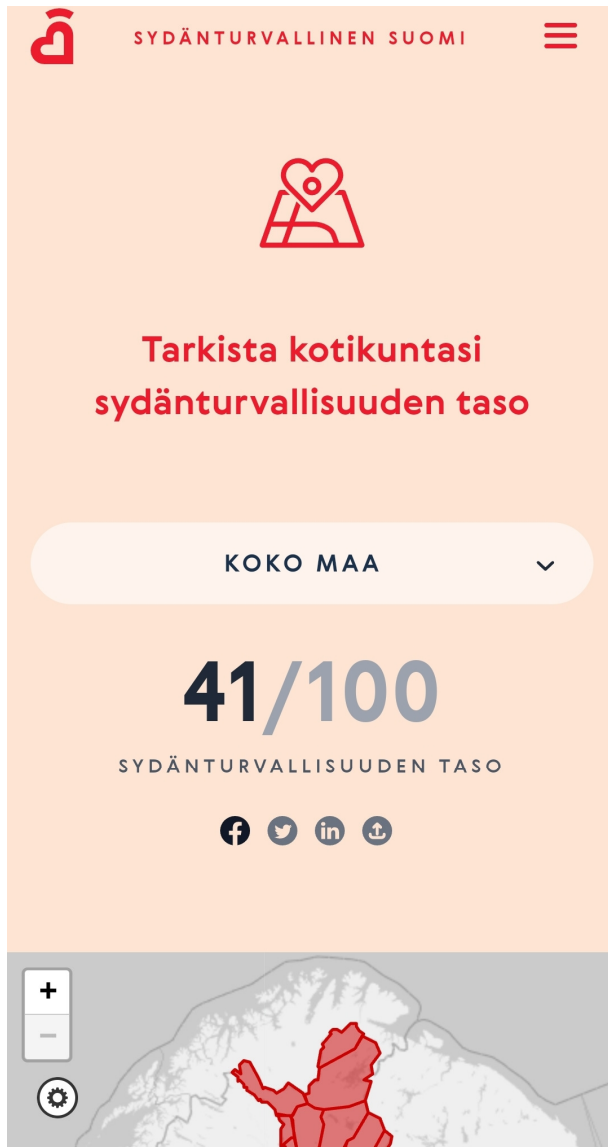 SYDÄNTURVALLINEN SUOMI
Tarkista kotikuntasi
sydänturvallisuuden taso
KOKO MAA
41/100
SYDÄNTURVALLISUUDEN TASO
+
−